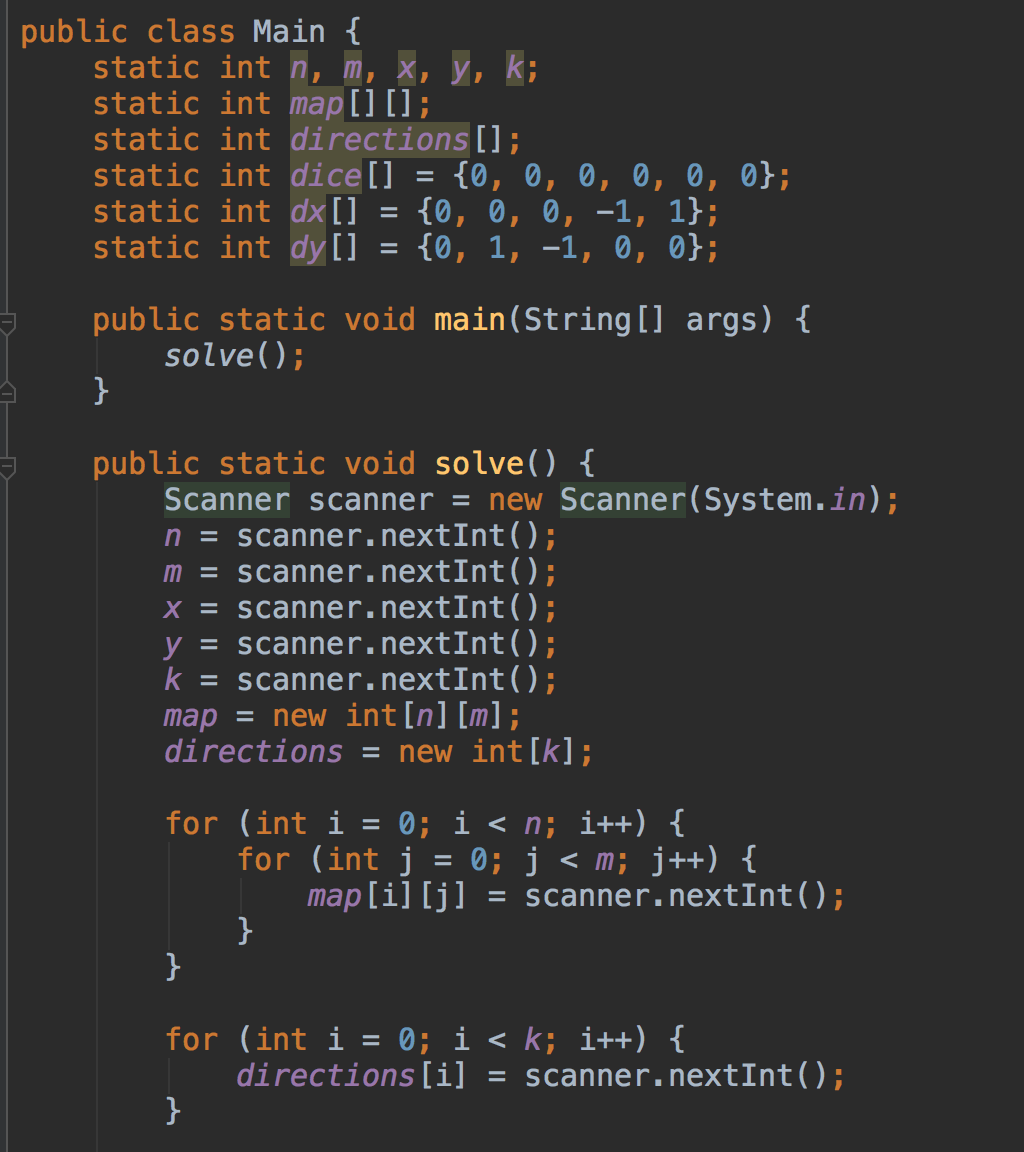 public class Main {
    static int n, m, x, y, k;
    static int map[][];
    static int directions[];
    static int dice[] = {0, 0, 0, 0, 0, 0};
    static int dx[] = {0, 0, 0, −1, 1};
    static int dy[] = {0, 1, −1, 0, 0};

    public static void main(String[] args) {
        solve();
    }

    public static void solve() {
        Scanner scanner = new Scanner(System.in);
        n = scanner.nextInt();
        m = scanner.nextInt();
        x = scanner.nextInt();
        y = scanner.nextInt();
        k = scanner.nextInt();
        map = new int[n][m];
        directions = new int[k];

        for (int i = 0; i < n; i++) {
            for (int j = 0; j < m; j++) {
                map[i][j] = scanner.nextInt();
            }
        }

        for (int i = 0; i < k; i++) {
            directions[i] = scanner.nextInt();
        }